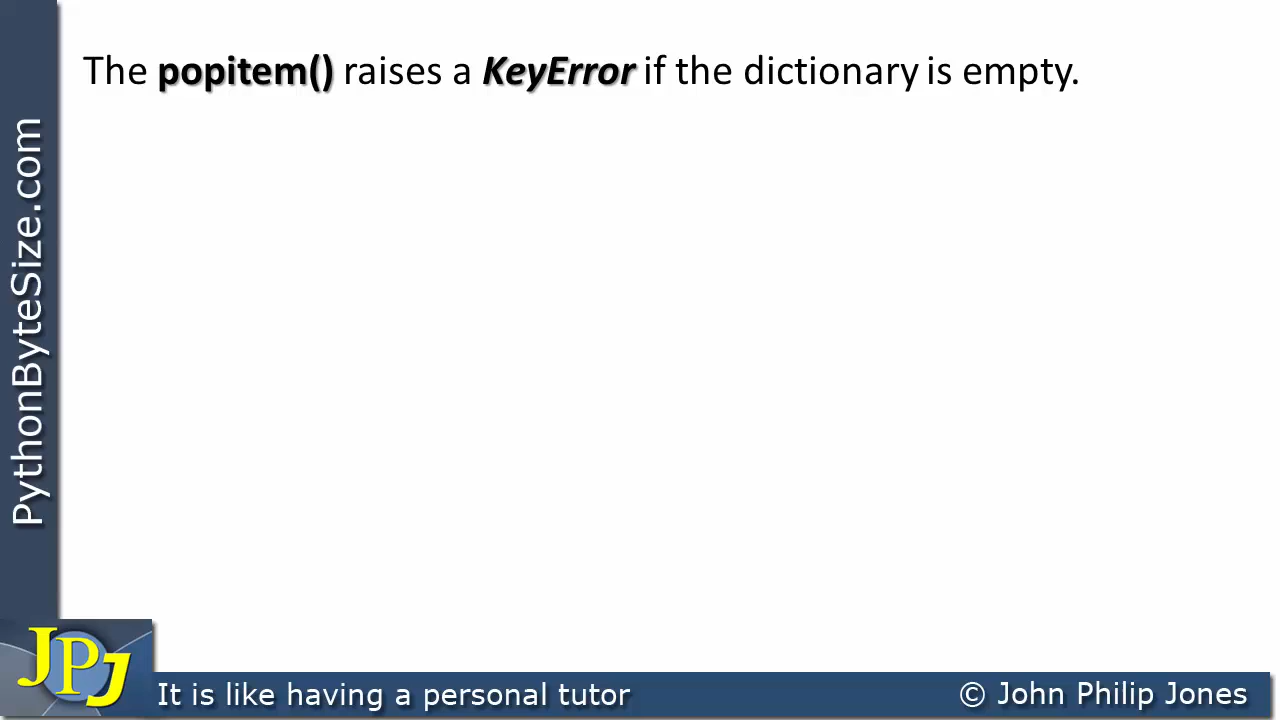 The popitem() raises a KeyError if the dictionary is empty.
PythonByteSize.com
JPJ
It is like having a personal tutor
© John Philip Jones